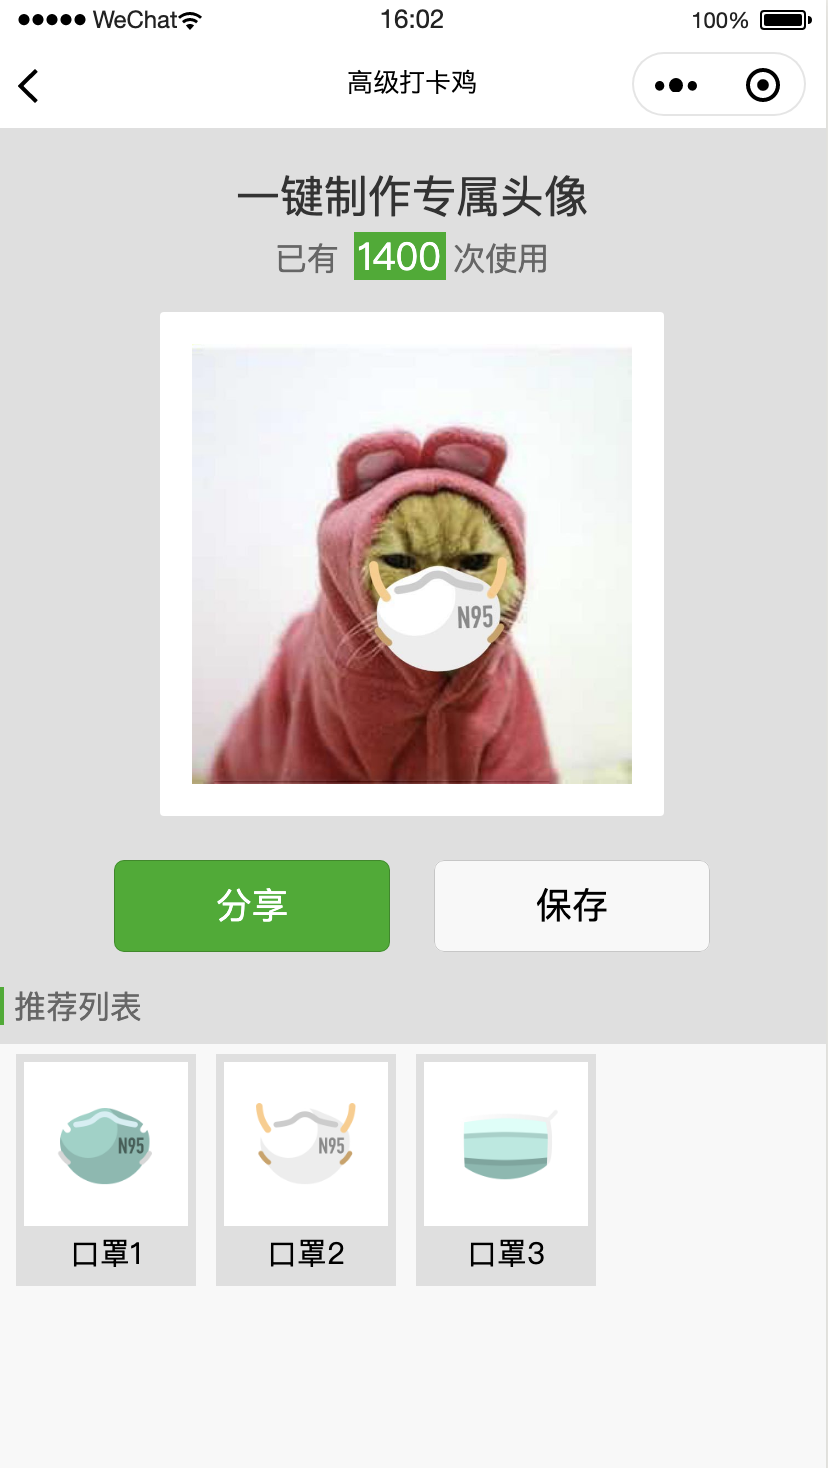 WeChat 16:02 100%
高级打卡鸡
一键制作专属头像
已有 1400 次使用
N95
分享 保存
推荐列表
N95 N95
口罩1 口罩2 口罩3